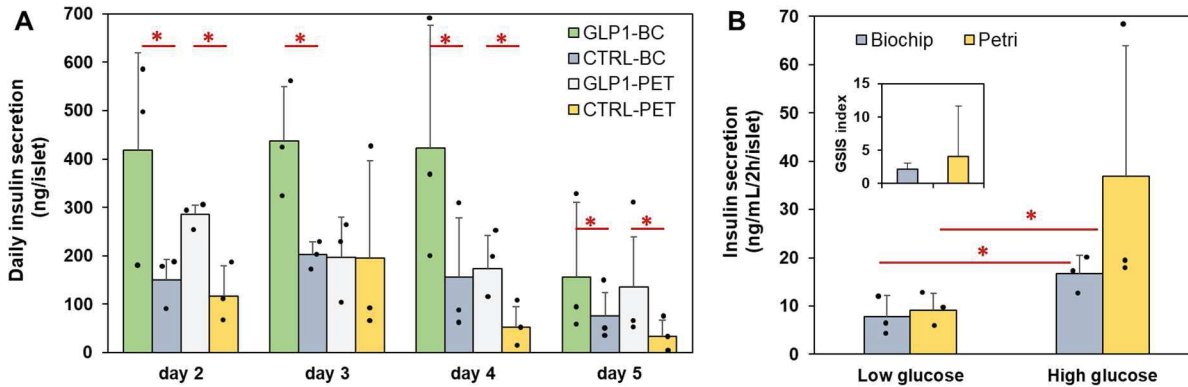 A
Daily insulin secretion
(ng/islet)
700
600
500
400
300
200
100
0
* * * * * * *
GLP1-BC
CTRL-BC
GLP1-PET
CTRL-PET
day 2 day 3 day 4 day 5
B
Insulin secretion
(ng/mL/2h/islet)
70
60
50
40
30
20
10
0
Biochip Petri
GSIS index
15
10
5
0
*
*
Low glucose High glucose